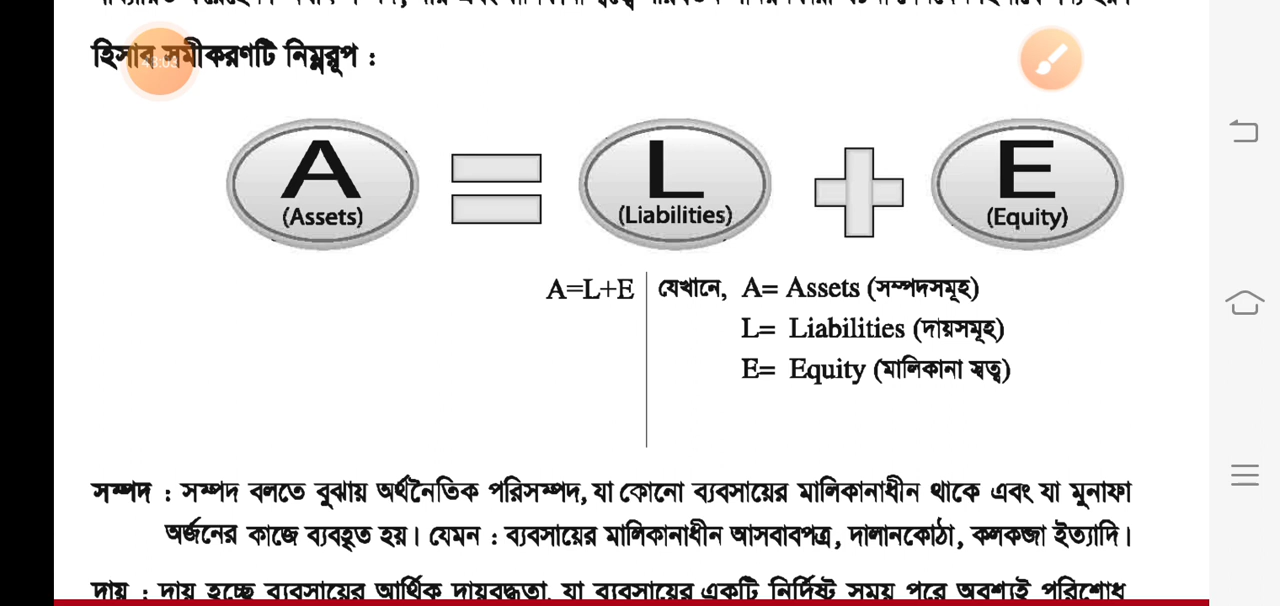 হিসাব সমীকরণটি নিম্নরূপ :
A = L + E
(Assets) (Liabilities) (Equity)
A=L+E যেখানে, A= Assets (সম্পদসমূহ)
L= Liabilities (দায়সমূহ)
E= Equity (মালিকানা স্বত্ব)
সম্পদ : সম্পদ বলতে বুঝায় অর্থনৈতিক পরিসম্পদ, যা কোনো ব্যবসায়ের মালিকানাধীন থাকে এবং যা মুনাফা
অর্জনের কাজে ব্যবহৃত হয়। যেমন : ব্যবসায়ের মালিকানাধীন আসবাবপত্র, দালানকোঠা, কলকব্জা ইত্যাদি।
দায় : দায় হচ্ছে ব্যবসায়ের আর্থিক দায়বদ্ধতা, যা ব্যবসায়ের একটি নির্দিষ্ট সময় পরে অবশ্যই পরিশোধ